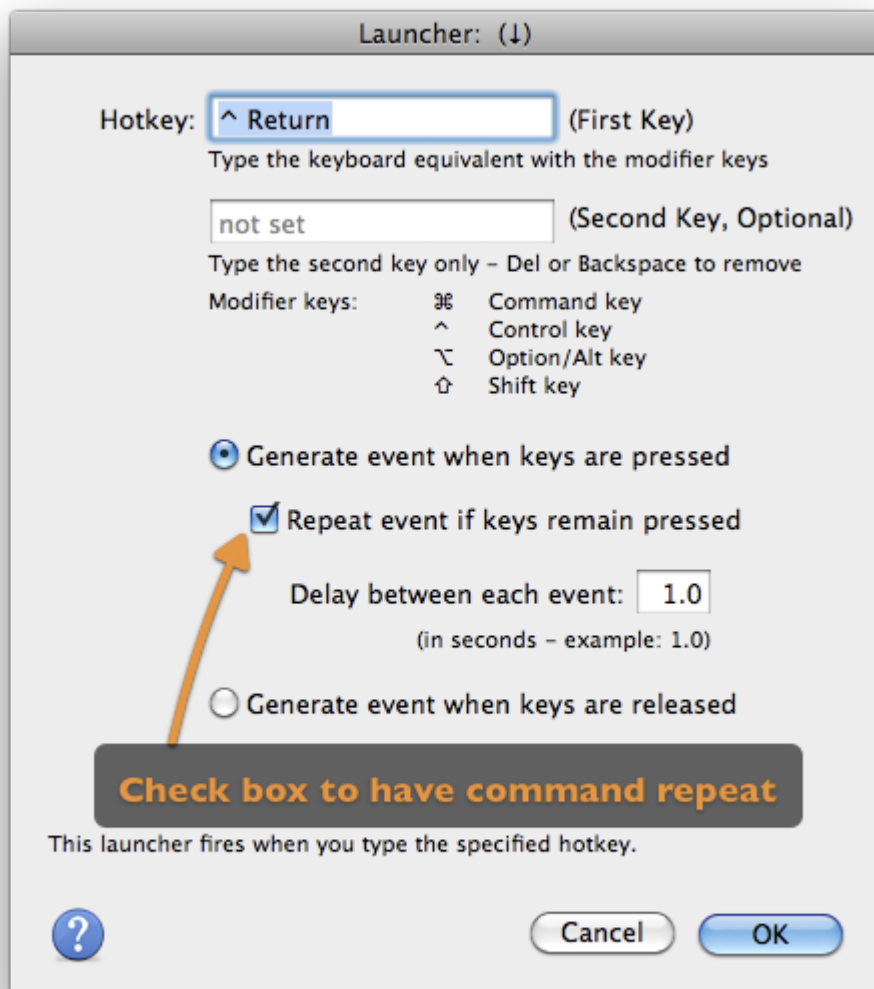 Launcher: (↓)
Hotkey: ^ Return (First Key)
Type the keyboard equivalent with the modifier keys
not set (Second Key, Optional)
Type the second key only – Del or Backspace to remove
Modifier keys: ⌘ Command key
^ Control key
⌥ Option/Alt key
⇧ Shift key
Generate event when keys are pressed
Repeat event if keys remain pressed
Delay between each event: 1.0
(in seconds – example: 1.0)
Generate event when keys are released
Check box to have command repeat
This launcher fires when you type the specified hotkey.
? Cancel OK